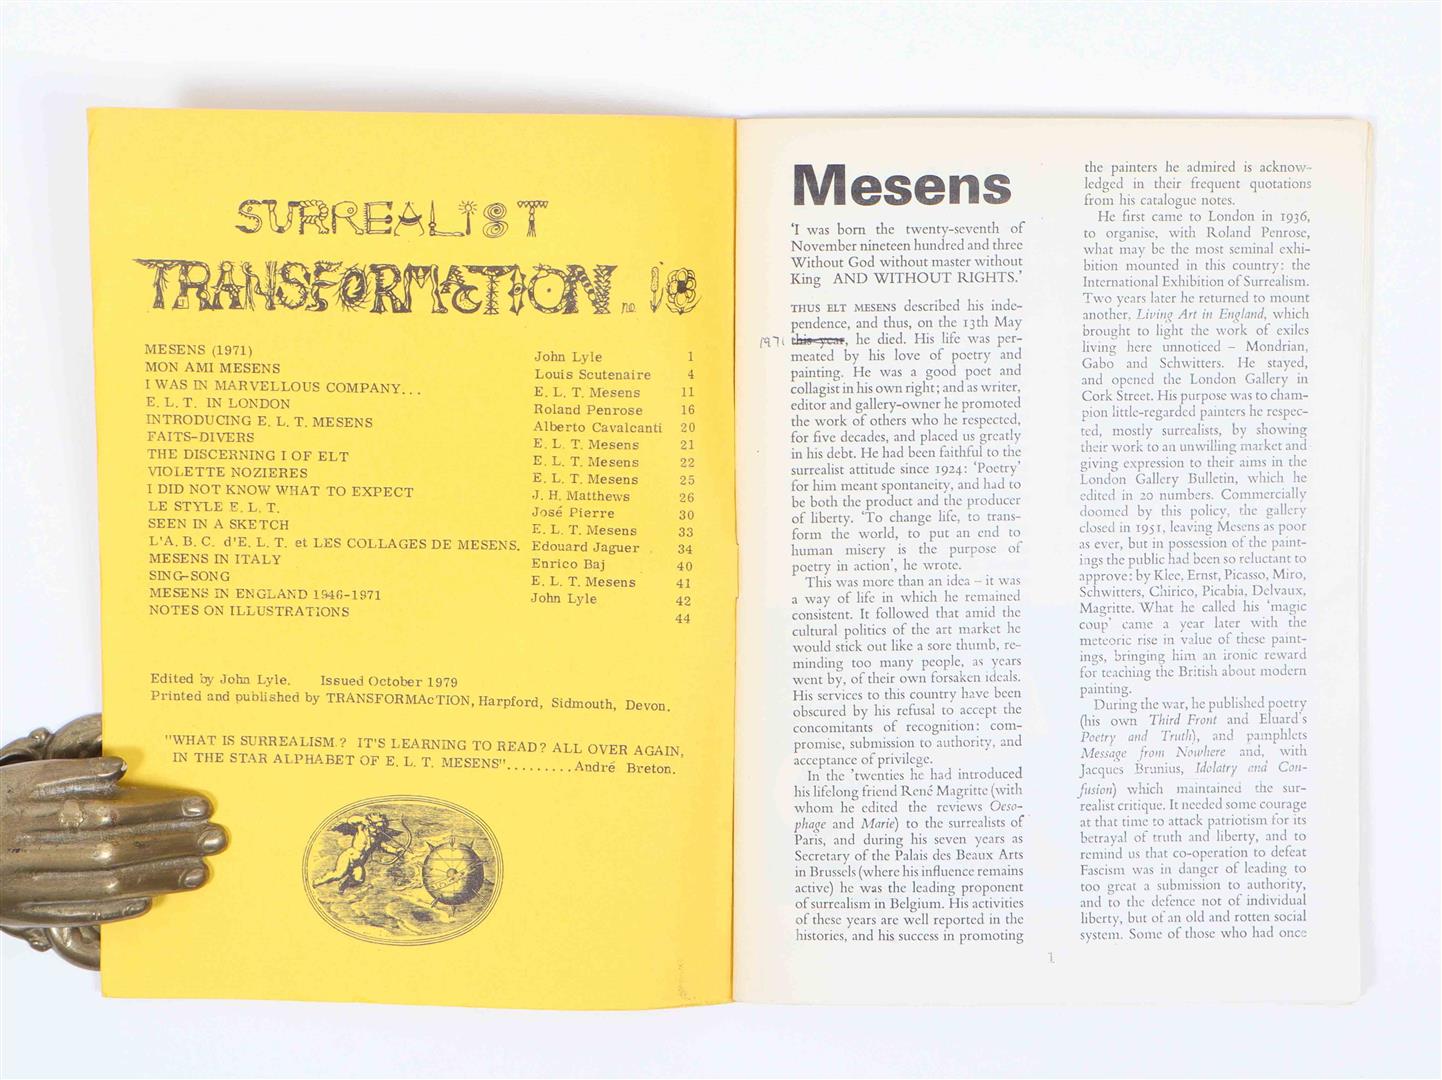 SURREALIST
TRANSFORMAcTION no. 10
MESENS (1971) John Lyle 1
MON AMI MESENS Louis Scutenaire 4
I WAS IN MARVELLOUS COMPANY... E. L. T. Mesens 11
E. L. T. IN LONDON Roland Penrose 16
INTRODUCING E. L. T. MESENS Alberto Cavalcanti 20
FAITS-DIVERS E. L. T. Mesens 21
THE DISCERNING I OF ELT E. L. T. Mesens 22
VIOLETTE NOZIERES E. L. T. Mesens 25
I DID NOT KNOW WHAT TO EXPECT J. H. Matthews 26
LE STYLE E. L. T. José Pierre 30
SEEN IN A SKETCH E. L. T. Mesens 33
L'A. B. C. d'E. L. T. et LES COLLAGES DE MESENS. Edouard Jaguer 34
MESENS IN ITALY Enrico Baj 40
SING-SONG E. L. T. Mesens 41
MESENS IN ENGLAND 1946-1971 John Lyle 42
NOTES ON ILLUSTRATIONS 44
Edited by John Lyle. Issued October 1979
Printed and published by TRANSFORMAcTION, Harpford, Sidmouth, Devon.
"WHAT IS SURREALISM? IT'S LEARNING TO READ? ALL OVER AGAIN,
IN THE STAR ALPHABET OF E. L. T. MESENS".........André Breton.
Mesens
'I was born the twenty-seventh of
November nineteen hundred and three
Without God without master without
King AND WITHOUT RIGHTS.'
THUS ELT MESENS described his inde-
pendence, and thus, on the 13th May
1971 this year, he died. His life was per-
meated by his love of poetry and
painting. He was a good poet and
collagist in his own right; and as writer,
editor and gallery-owner he promoted
the work of others who he respected,
for five decades, and placed us greatly
in his debt. He had been faithful to the
surrealist attitude since 1924: 'Poetry'
for him meant spontaneity, and had to
be both the product and the producer
of liberty. 'To change life, to trans-
form the world, to put an end to
human misery is the purpose of
poetry in action', he wrote.
This was more than an idea – it was
a way of life in which he remained
consistent. It followed that amid the
cultural politics of the art market he
would stick out like a sore thumb, re-
minding too many people, as years
went by, of their own forsaken ideals.
His services to this country have been
obscured by his refusal to accept the
concomitants of recognition: com-
promise, submission to authority, and
acceptance of privilege.
In the 'twenties he had introduced
his lifelong friend René Magritte (with
whom he edited the reviews Oeso-
phage and Marie) to the surrealists of
Paris, and during his seven years as
Secretary of the Palais des Beaux Arts
in Brussels (where his influence remains
active) he was the leading proponent
of surrealism in Belgium. His activities
of these years are well reported in the
histories, and his success in promoting
the painters he admired is acknow-
ledged in their frequent quotations
from his catalogue notes.
He first came to London in 1936,
to organise, with Roland Penrose,
what may be the most seminal exhi-
bition mounted in this country: the
International Exhibition of Surrealism.
Two years later he returned to mount
another, Living Art in England, which
brought to light the work of exiles
living here unnoticed – Mondrian,
Gabo and Schwitters. He stayed,
and opened the London Gallery in
Cork Street. His purpose was to cham-
pion little-regarded painters he respec-
ted, mostly surrealists, by showing
their work to an unwilling market and
giving expression to their aims in the
London Gallery Bulletin, which he
edited in 20 numbers. Commercially
doomed by this policy, the gallery
closed in 1951, leaving Mesens as poor
as ever, but in possession of the paint-
ings the public had been so reluctant to
approve: by Klee, Ernst, Picasso, Miro,
Schwitters, Chirico, Picabia, Delvaux,
Magritte. What he called his 'magic
coup' came a year later with the
meteoric rise in value of these paint-
ings, bringing him an ironic reward
for teaching the British about modern
painting.
During the war, he published poetry
(his own Third Front and Eluard's
Poetry and Truth), and pamphlets
Message from Nowhere and, with
Jacques Brunius, Idolatry and Con-
fusion) which maintained the sur-
realist critique. It needed some courage
at that time to attack patriotism for its
betrayal of truth and liberty, and to
remind us that co-operation to defeat
Fascism was in danger of leading to
too great a submission to authority,
and to the defence not of individual
liberty, but of an old and rotten social
system. Some of those who had once
1